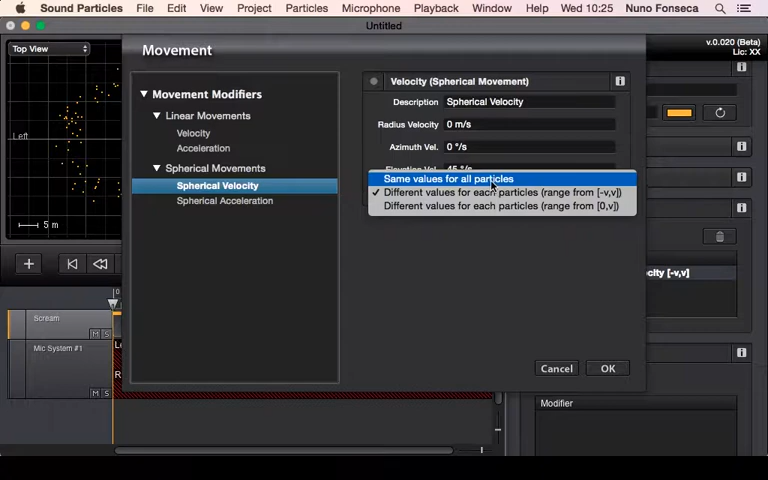 Sound Particles File Edit View Project Particles Microphone Playback Window Help Wed 10:25 Nuno Fonseca
Untitled
Top View
v.0.020 (Beta)
Lic: XX
Movement
Movement Modifiers
Linear Movements
Velocity
Acceleration
Spherical Movements
Spherical Velocity
Spherical Acceleration
Velocity (Spherical Movement)
Description Spherical Velocity
Radius Velocity 0 m/s
Azimuth Vel. 0 °/s
Elevation Vel. 45 °/s
Same values for all particles
Different values for each particles (range from [-v,v])
Different values for each particles (range from [0,v])
Left
5 m
ocity [-v,v]
Scream
M S
Mic System #1
L
R
M S
Cancel OK
Modifier